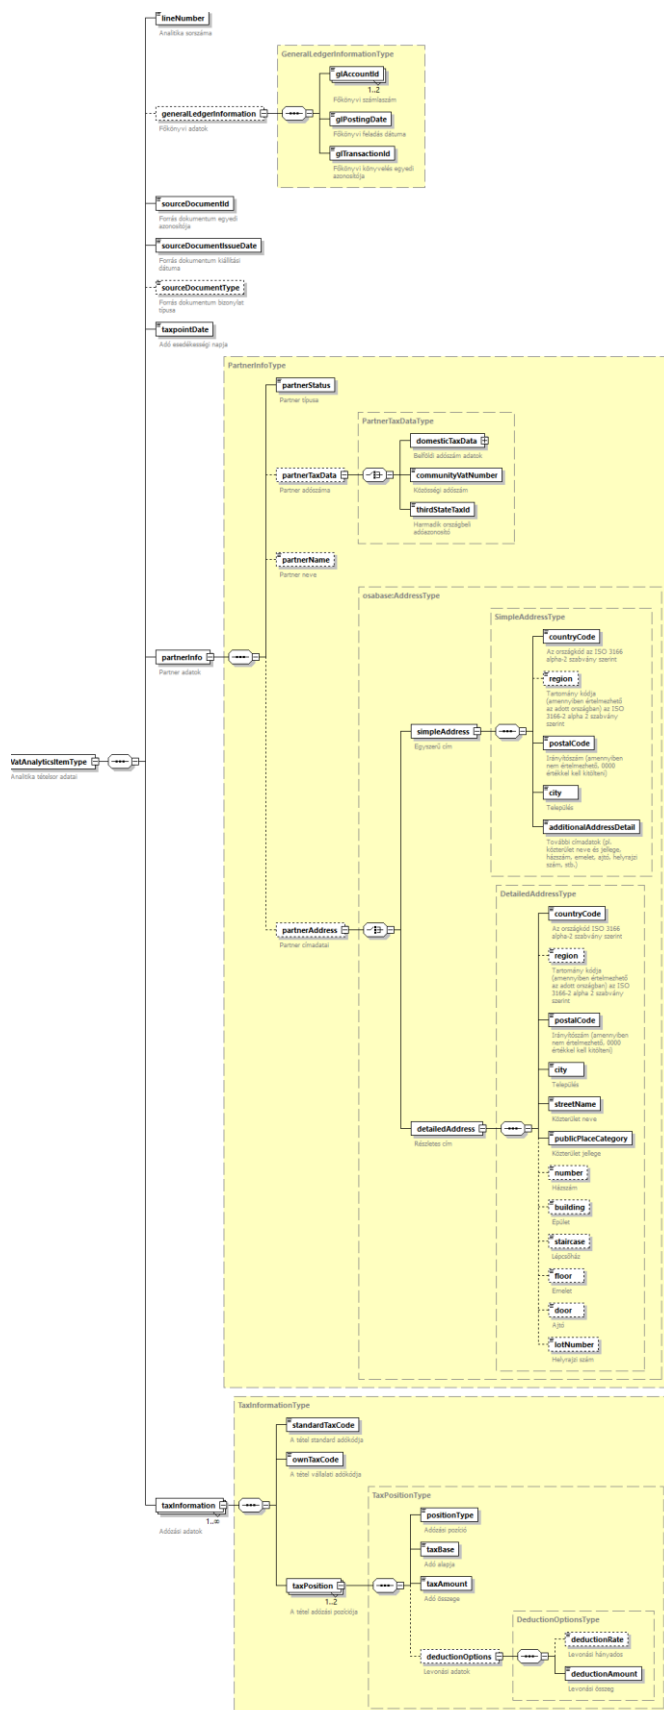 lineNumber
Analitika sorszáma
GeneralLedgerInformationType
glAccountId
1..2
Főkönyvi számlaszám
generalLedgerInformation
Főkönyvi adatok
glPostingDate
Főkönyvi feladás dátuma
glTransactionId
Főkönyvi könyvelés egyedi
azonosítója
sourceDocumentId
Forrás dokumentum egyedi
azonosítója
sourceDocumentIssueDate
Forrás dokumentum kiállítási
dátuma
sourceDocumentType
Forrás dokumentum bizonylat
típusa
taxpointDate
Adó esedékességi napja
PartnerInfoType
partnerStatus
Partner típusa
PartnerTaxDataType
domesticTaxData
Belföldi adószám adatok
partnerTaxData
Partner adószáma
communityVatNumber
Közösségi adószám
thirdStateTaxId
Harmadik országbeli
adóazonosító
partnerName
Partner neve
osabase:AddressType
SimpleAddressType
countryCode
Az országkód az ISO 3166
alpha-2 szabvány szerint
partnerInfo
Partner adatok
region
Tartomány kódja
(amennyiben értelmezhető
az adott országban) az ISO
3166-2 alpha 2 szabvány
szerint
simpleAddress
Egyszerű cím
postalCode
Irányítószám (amennyiben
nem értelmezhető, 0000
értékkel kell kitölteni)
VatAnalyticsItemType
Analitika tételsor adatai
city
Település
additionalAddressDetail
További címadatok (pl.
közterület neve és jellege,
házszám, emelet, ajtó, helyrajzi
szám, stb.)
DetailedAddressType
countryCode
Az országkód ISO 3166
alpha-2 szabvány szerint
partnerAddress
Partner címadatai
region
Tartomány kódja
(amennyiben értelmezhető
az adott országban) az ISO
3166-2 alpha 2 szabvány
szerint
postalCode
Irányítószám (amennyiben
nem értelmezhető, 0000
értékkel kell kitölteni)
city
Település
streetName
Közterület neve
detailedAddress
Részletes cím
publicPlaceCategory
Közterület jellege
number
Házszám
building
Épület
staircase
Lépcsőház
floor
Emelet
door
Ajtó
lotNumber
Helyrajzi szám
TaxInformationType
standardTaxCode
A tétel standard adókódja
ownTaxCode
A tétel vállalati adókódja
taxInformation
1..∞
Adózási adatok
TaxPositionType
positionType
Adózási pozíció
taxBase
Adó alapja
taxPosition
1..2
A tétel adózási pozíciója
taxAmount
Adó összege
DeductionOptionsType
deductionRate
Levonási hányados
deductionOptions
Levonási adatok
deductionAmount
Levonási összeg